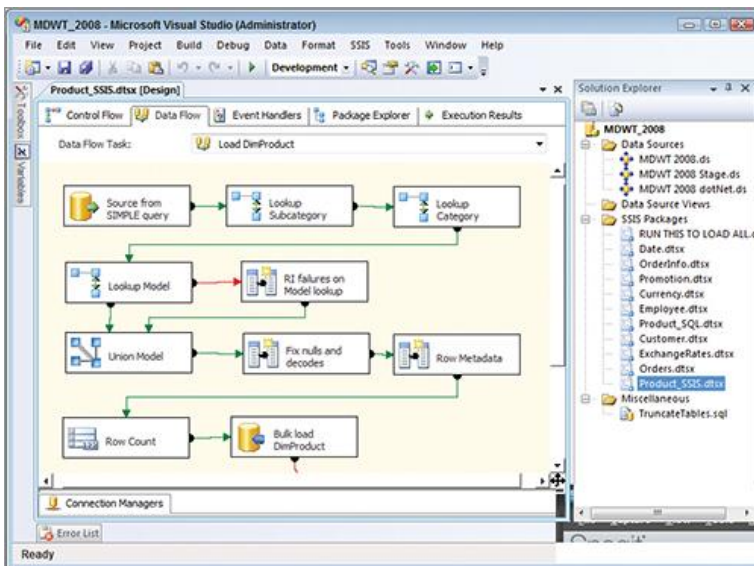 MDWT_2008 - Microsoft Visual Studio (Administrator)
File Edit View Project Build Debug Data Format SSIS Tools Window Help
Development
Toolbox
Variables
Product_SSIS.dtsx [Design]
Control Flow Data Flow Event Handlers Package Explorer Execution Results
Data Flow Task: Load DimProduct
Source from
SIMPLE query
Lookup
Subcategory
Lookup
Category
Lookup Model
RI failures on
Model lookup
Union Model
Fix nulls and
decodes
Row Metadata
Row Count
Bulk load
DimProduct
Connection Managers
Error List
Ready
Solution Explorer
MDWT_2008
Data Sources
MDWT 2008.ds
MDWT 2008 Stage.ds
MDWT 2008 dotNet.ds
Data Source Views
SSIS Packages
RUN THIS TO LOAD ALL.d
Date.dtsx
OrderInfo.dtsx
Promotion.dtsx
Currency.dtsx
Employee.dtsx
Product_SQL.dtsx
Customer.dtsx
ExchangeRates.dtsx
Orders.dtsx
Product_SSIS.dtsx
Miscellaneous
TruncateTables.sql